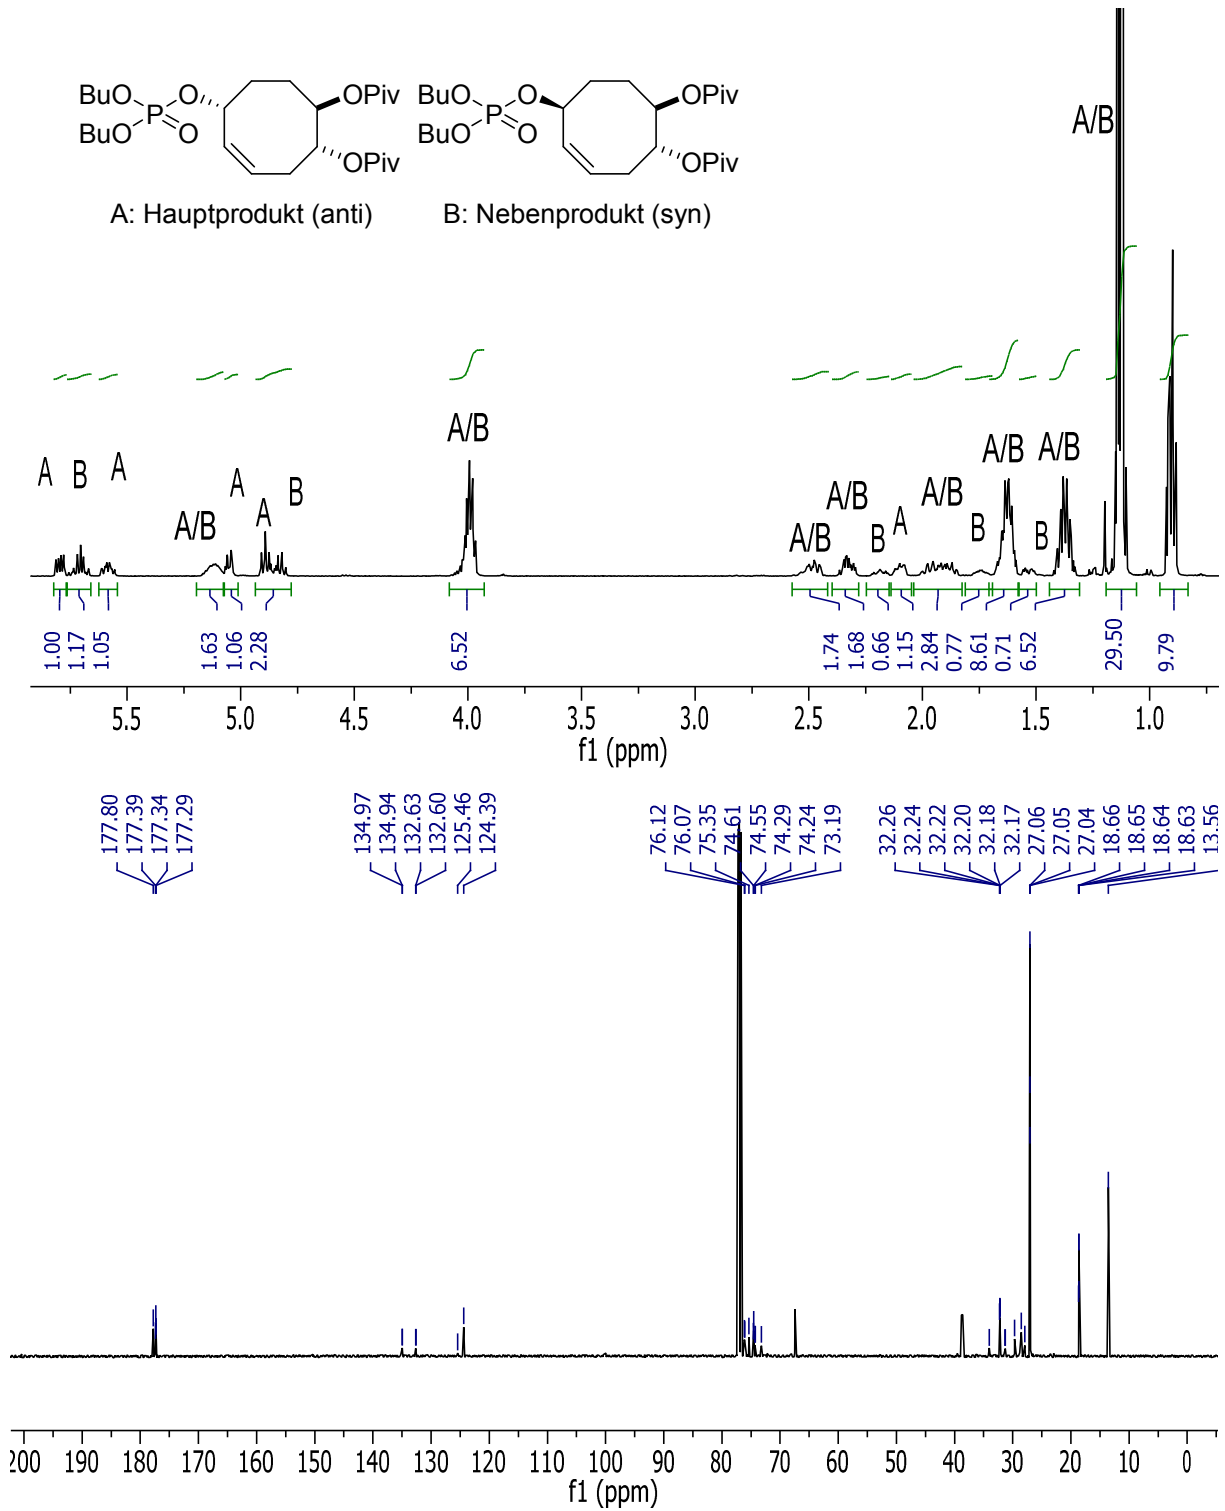 BuO
O
OPiv
P
BuO
O
OPiv
A: Hauptprodukt (anti)
BuO
O
OPiv
P
BuO
O
OPiv
B: Nebenprodukt (syn)
A/B
A
B
A
A/B
A
A
B
A/B
A/B
A/B
B
A
A/B
B
A/B
B
A/B
1.00
1.17
1.05
1.63
1.06
2.28
6.52
1.74
1.68
0.66
1.15
2.84
0.77
8.61
0.71
6.52
29.50
9.79
5.5 5.0 4.5 4.0 3.5 3.0 2.5 2.0 1.5 1.0
f1 (ppm)
177.80
177.39
177.34
177.29
134.97
134.94
132.63
132.60
125.46
124.39
76.12
76.07
75.35
74.61
74.55
74.29
74.24
73.19
32.26
32.24
32.22
32.20
32.18
32.17
27.06
27.05
27.04
18.66
18.65
18.64
18.63
13.56
200 190 180 170 160 150 140 130 120 110 100 90 80 70 60 50 40 30 20 10 0
f1 (ppm)